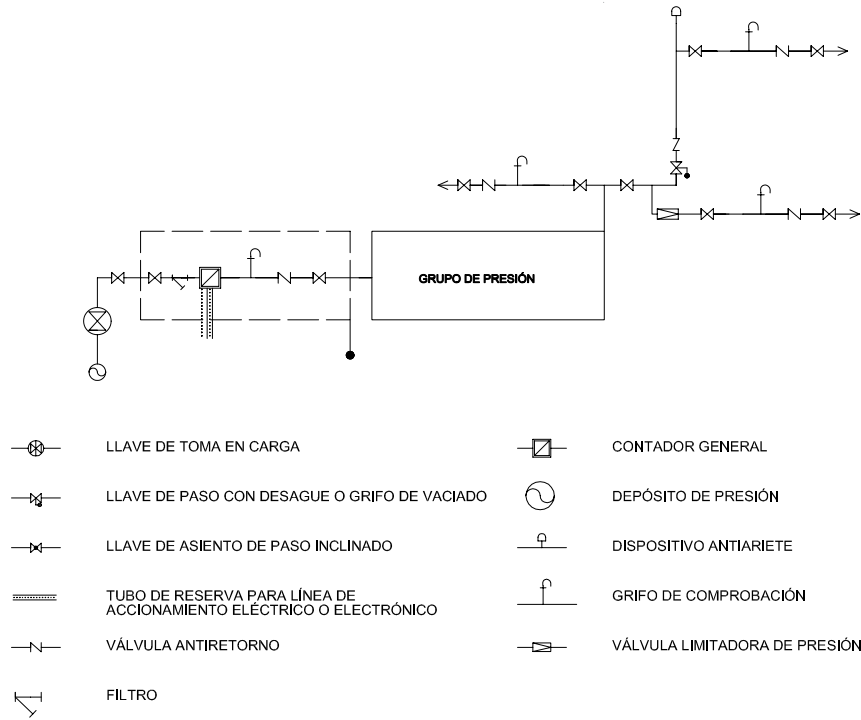 GRUPO DE PRESIÓN
LLAVE DE TOMA EN CARGA
CONTADOR GENERAL
LLAVE DE PASO CON DESAGUE O GRIFO DE VACIADO
DEPÓSITO DE PRESIÓN
LLAVE DE ASIENTO DE PASO INCLINADO
DISPOSITIVO ANTIARIETE
TUBO DE RESERVA PARA LÍNEA DE
ACCIONAMIENTO ELÉCTRICO O ELECTRÓNICO
GRIFO DE COMPROBACIÓN
VÁLVULA ANTIRETORNO
VÁLVULA LIMITADORA DE PRESIÓN
FILTRO